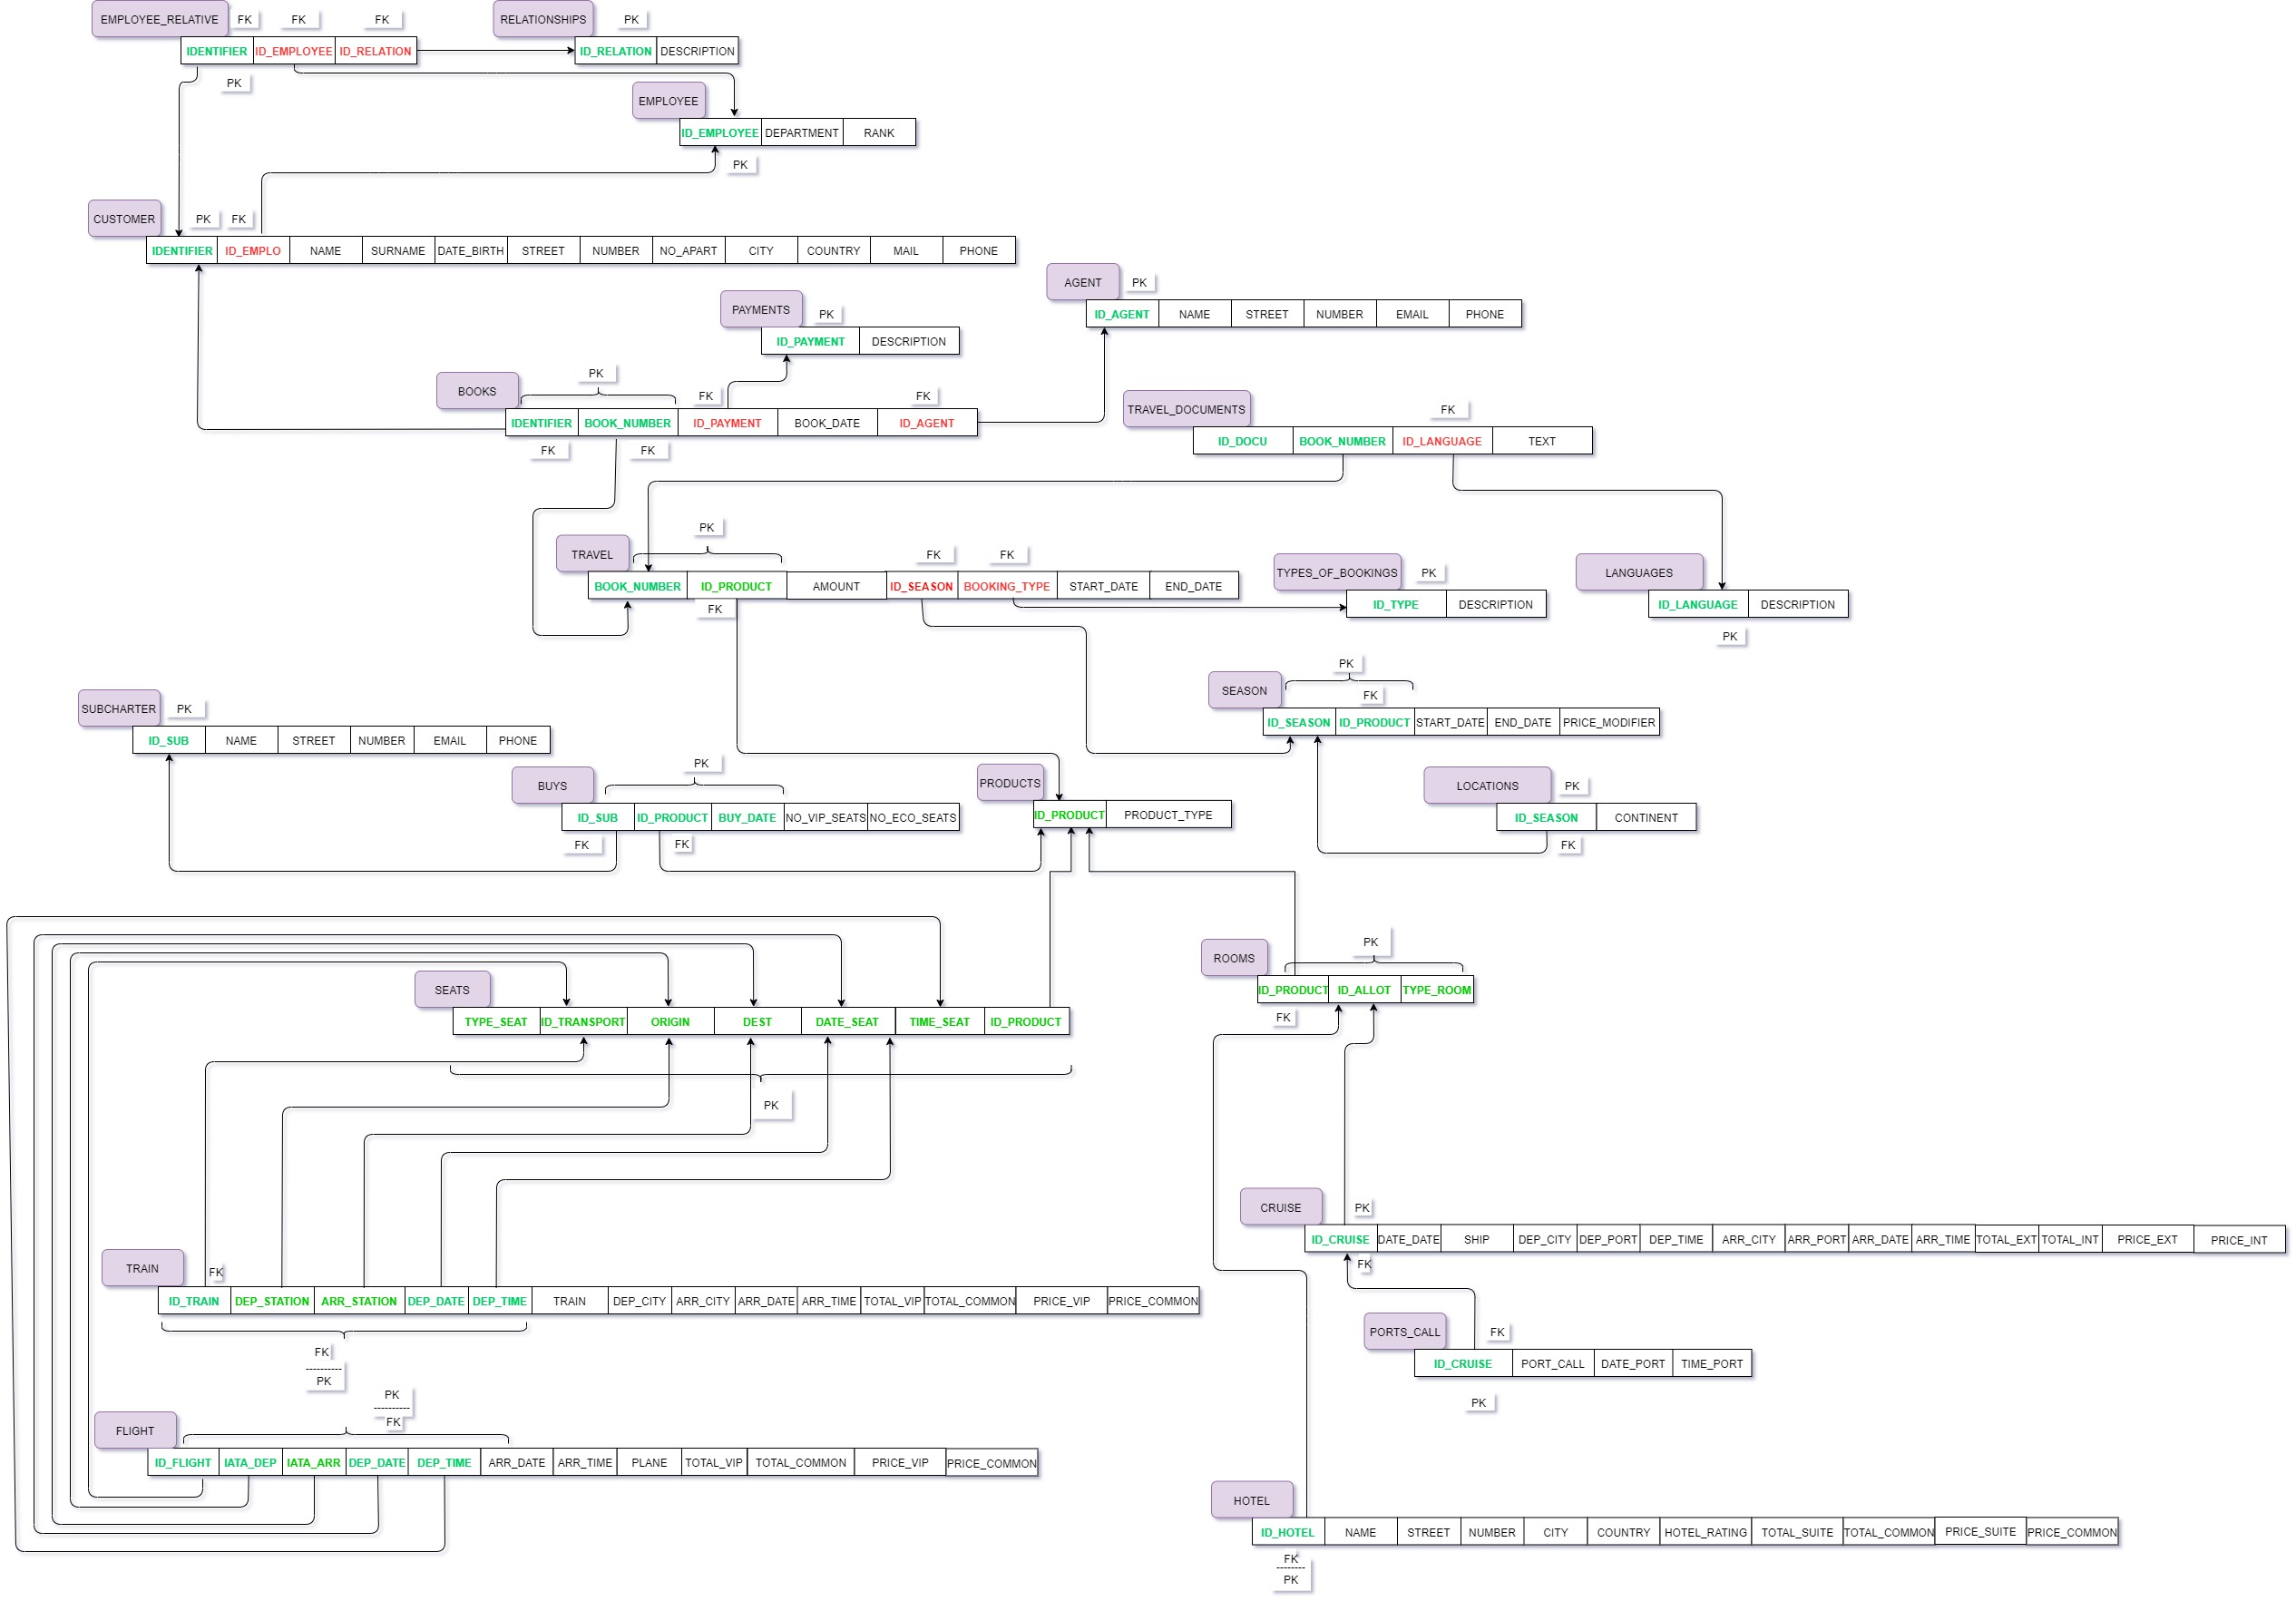 EMPLOYEE_RELATIVE FK FK FK
RELATIONSHIPS PK
IDENTIFIER ID_EMPLOYEE ID_RELATION
ID_RELATION DESCRIPTION
PK
EMPLOYEE
ID_EMPLOYEE DEPARTMENT RANK
PK
CUSTOMER PK FK
IDENTIFIER ID_EMPLO NAME SURNAME DATE_BIRTH STREET NUMBER NO_APART CITY COUNTRY MAIL PHONE
AGENT PK
ID_AGENT NAME STREET NUMBER EMAIL PHONE
PAYMENTS PK
ID_PAYMENT DESCRIPTION
PK
BOOKS FK FK
IDENTIFIER BOOK_NUMBER ID_PAYMENT BOOK_DATE ID_AGENT
FK FK
TRAVEL_DOCUMENTS FK
ID_DOCU BOOK_NUMBER ID_LANGUAGE TEXT
PK
TRAVEL FK FK
BOOK_NUMBER ID_PRODUCT AMOUNT ID_SEASON BOOKING_TYPE START_DATE END_DATE
FK
TYPES_OF_BOOKINGS PK
ID_TYPE DESCRIPTION
LANGUAGES
ID_LANGUAGE DESCRIPTION
PK
PK
SEASON FK
ID_SEASON ID_PRODUCT START_DATE END_DATE PRICE_MODIFIER
SUBCHARTER PK
ID_SUB NAME STREET NUMBER EMAIL PHONE
PK
BUYS
ID_SUB ID_PRODUCT BUY_DATE NO_VIP_SEATS NO_ECO_SEATS
FK FK
PRODUCTS
ID_PRODUCT PRODUCT_TYPE
LOCATIONS PK
ID_SEASON CONTINENT
FK
PK
ROOMS
ID_PRODUCT ID_ALLOT TYPE_ROOM
FK
SEATS
TYPE_SEAT ID_TRANSPORT ORIGIN DEST DATE_SEAT TIME_SEAT ID_PRODUCT
PK
CRUISE PK
ID_CRUISE DATE_DATE SHIP DEP_CITY DEP_PORT DEP_TIME ARR_CITY ARR_PORT ARR_DATE ARR_TIME TOTAL_EXT TOTAL_INT PRICE_EXT PRICE_INT
FK
TRAIN FK
ID_TRAIN DEP_STATION ARR_STATION DEP_DATE DEP_TIME TRAIN DEP_CITY ARR_CITY ARR_DATE ARR_TIME TOTAL_VIP TOTAL_COMMON PRICE_VIP PRICE_COMMON
FK
----------
PK
PORTS_CALL FK
ID_CRUISE PORT_CALL DATE_PORT TIME_PORT
PK
PK
----------
FK
FLIGHT
ID_FLIGHT IATA_DEP IATA_ARR DEP_DATE DEP_TIME ARR_DATE ARR_TIME PLANE TOTAL_VIP TOTAL_COMMON PRICE_VIP PRICE_COMMON
HOTEL
ID_HOTEL NAME STREET NUMBER CITY COUNTRY HOTEL_RATING TOTAL_SUITE TOTAL_COMMON PRICE_SUITE PRICE_COMMON
FK
--------
PK